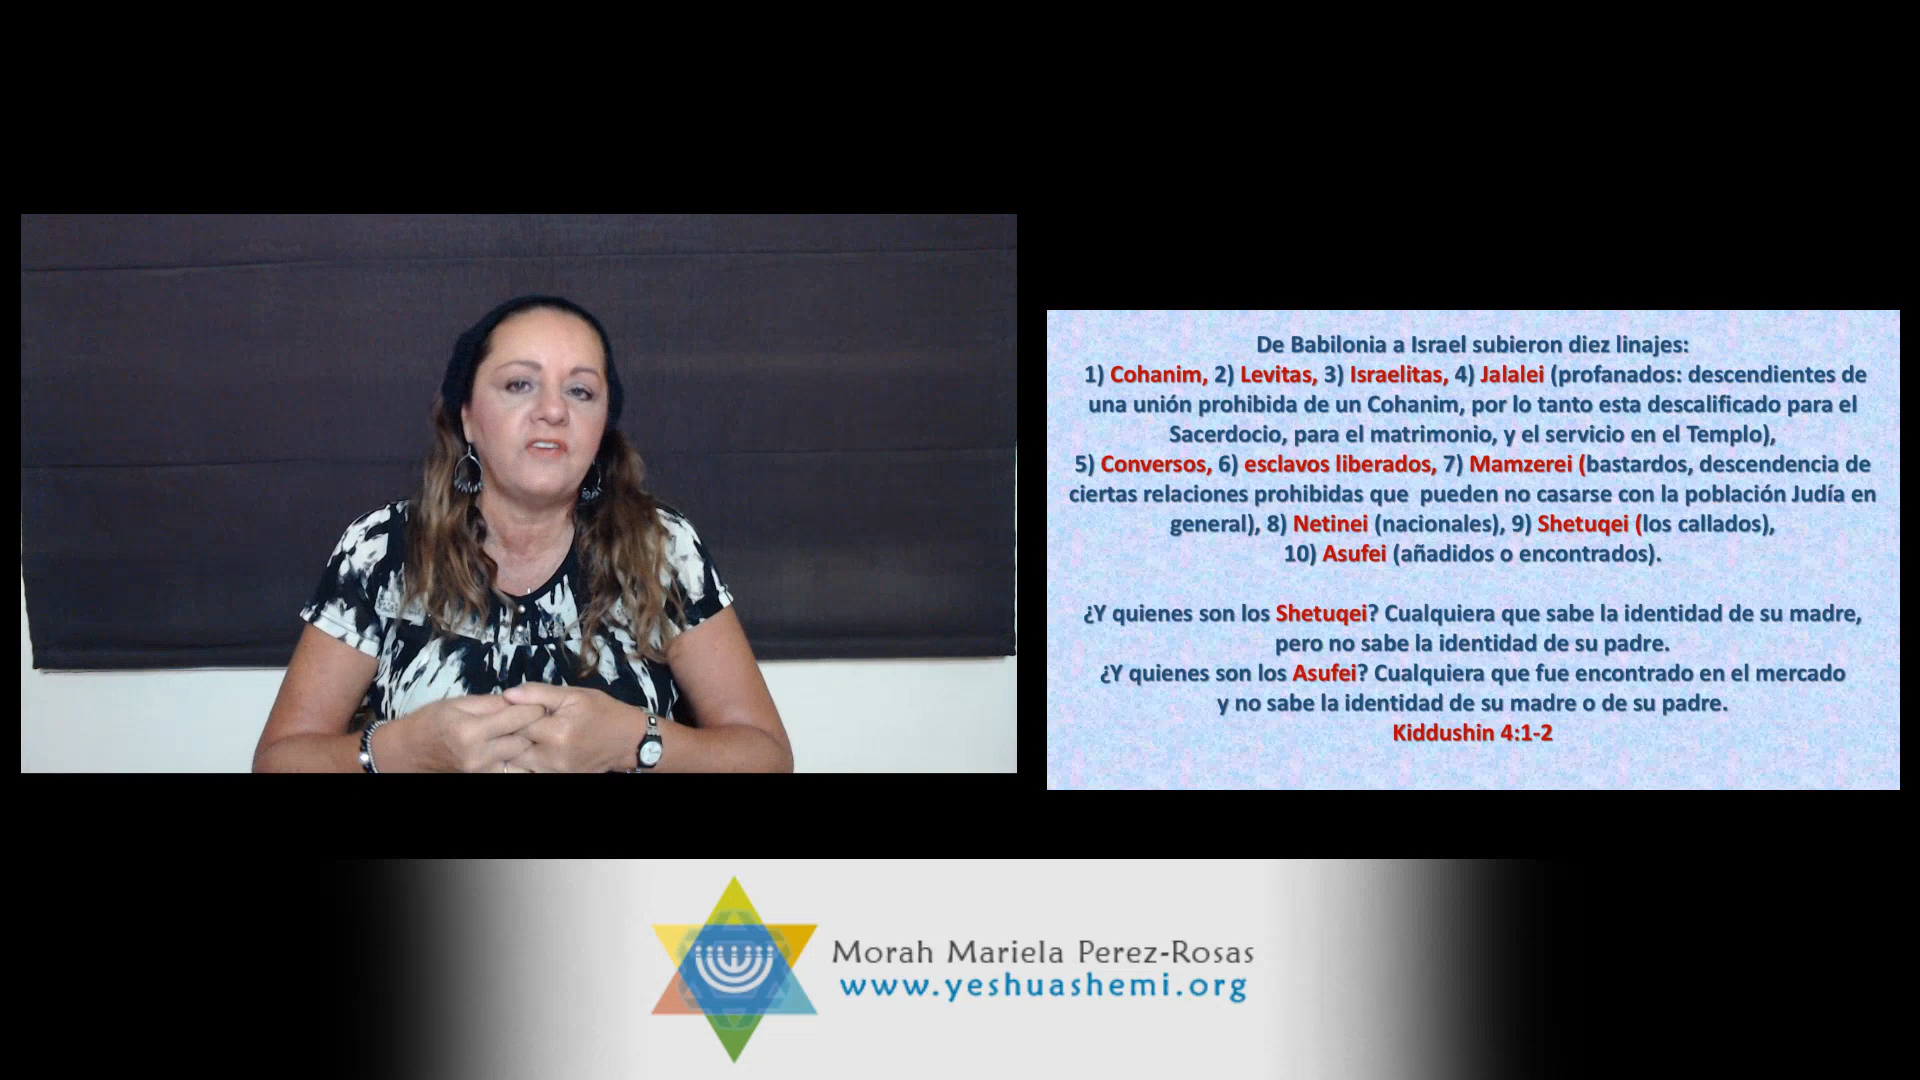 De Babilonia a Israel subieron diez linajes:
1) Cohanim, 2) Levitas, 3) Israelitas, 4) Jalalei (profanados: descendientes de
una unión prohibida de un Cohanim, por lo tanto esta descalificado para el
Sacerdocio, para el matrimonio, y el servicio en el Templo),
5) Conversos, 6) esclavos liberados, 7) Mamzerei (bastardos, descendencia de
ciertas relaciones prohibidas que pueden no casarse con la población Judía en
general), 8) Netinei (nacionales), 9) Shetuqei (los callados),
10) Asufei (añadidos o encontrados).
¿Y quienes son los Shetuqei? Cualquiera que sabe la identidad de su madre,
pero no sabe la identidad de su padre.
¿Y quienes son los Asufei? Cualquiera que fue encontrado en el mercado
y no sabe la identidad de su madre o de su padre.
Kiddushin 4:1-2
Morah Mariela Perez-Rosas
www.yeshuashemi.org